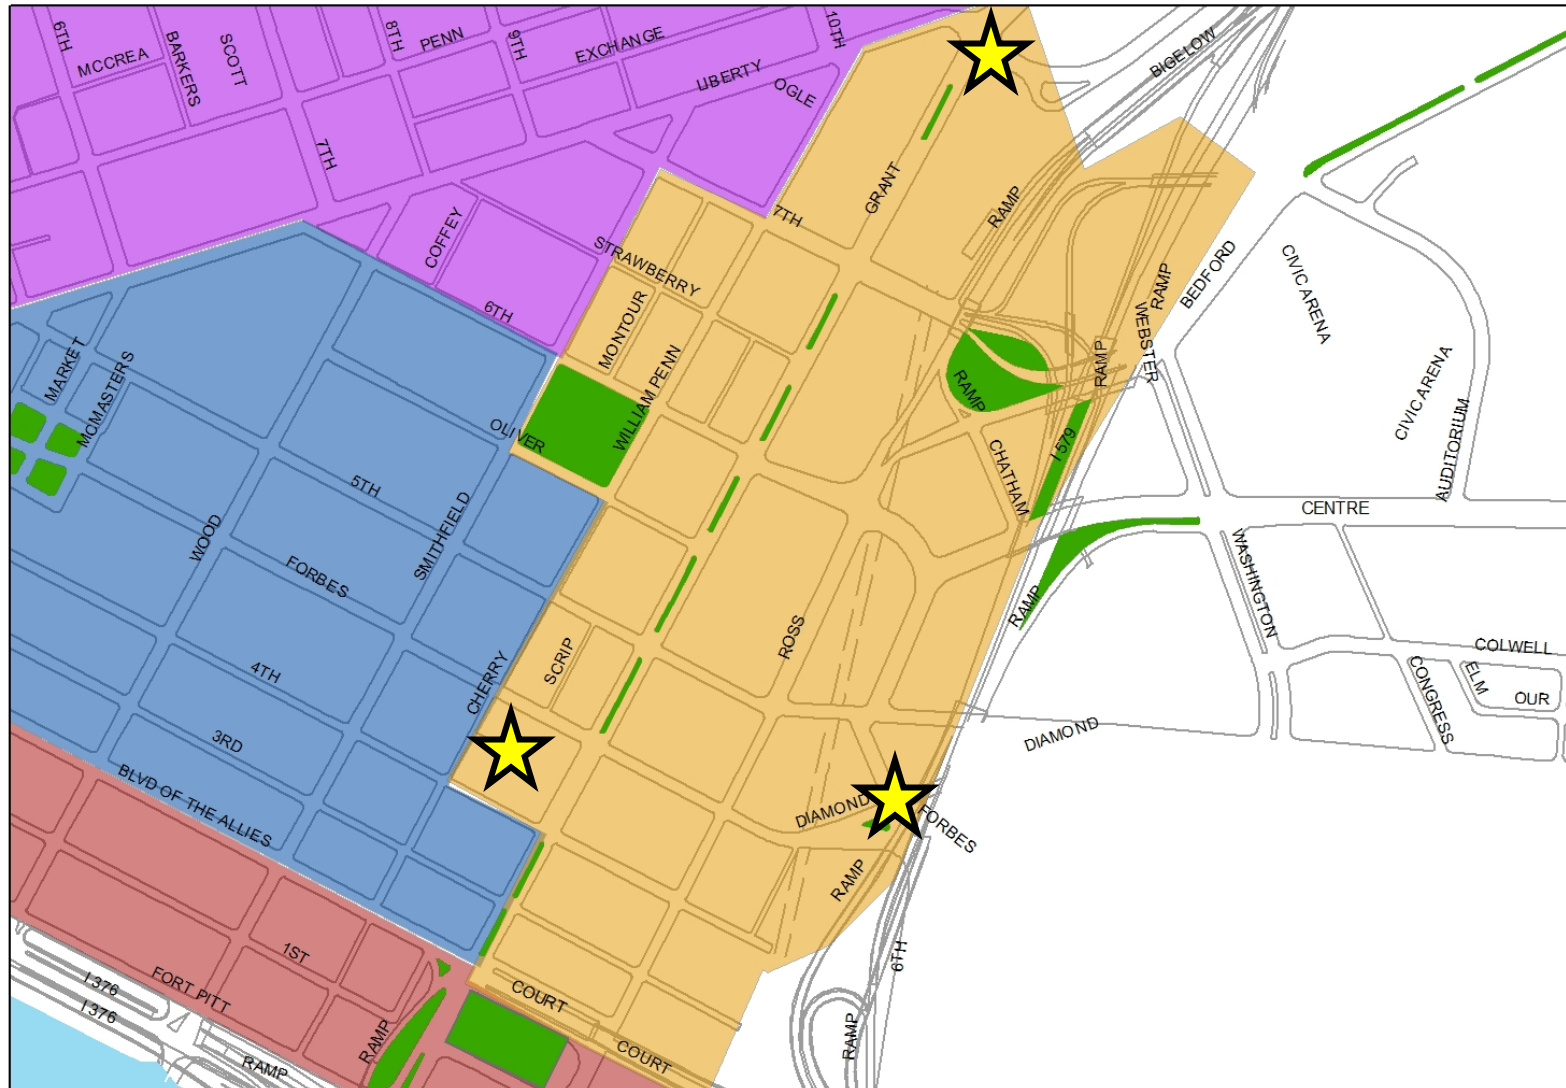 6TH
MCCREA
BARKERS
SCOTT
8TH
PENN
9TH
EXCHANGE
10TH
LIBERTY
OGLE
BIGELOW
7TH
GRANT
RAMP
7TH
COFFEY
STRAWBERRY
6TH
MONTOUR
WILLIAM PENN
RAMP
BEDFORD
CIVIC ARENA
WEBSTER
RAMP
RAMP
MARKET
MCMASTERS
OLIVER
CIVIC ARENA
AUDITORIUM
I 579
CHATHAM
5TH
SMITHFIELD
WOOD
FORBES
CENTRE
WASHINGTON
RAMP
ROSS
SCRIP
CHERRY
4TH
COLWELL
ELM
CONGRESS
OUR
3RD
DIAMOND
BLVD OF THE ALLIES
DIAMOND
FORBES
RAMP
1ST
6TH
FORT PITT
I 376
I 376
COURT
RAMP
RAMP
COURT
RAMP